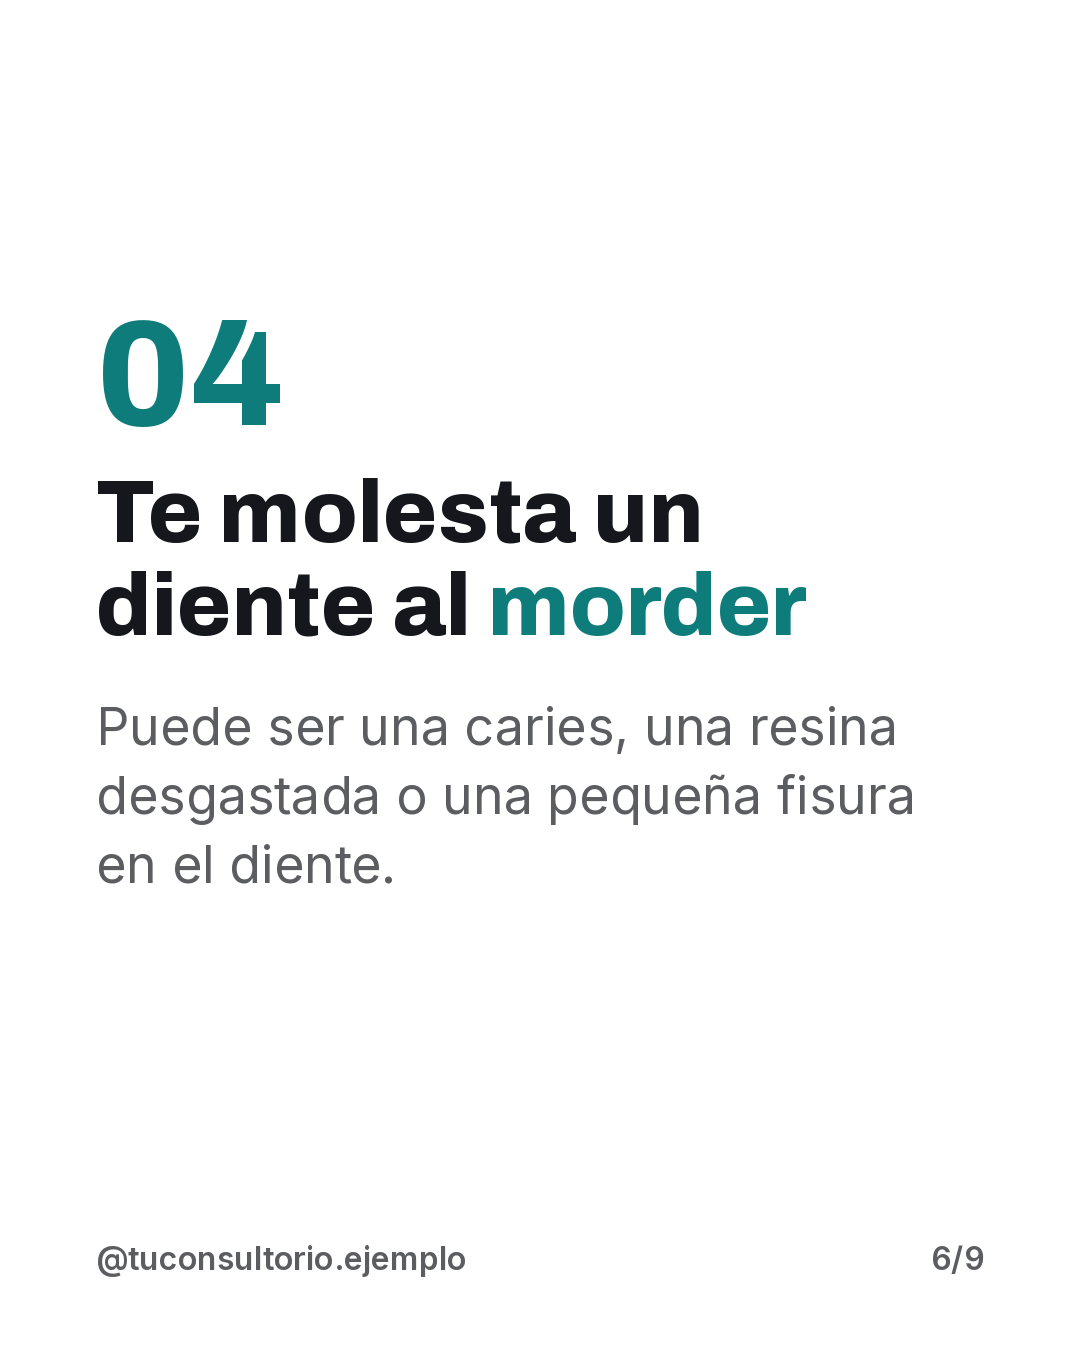 04
Te molesta un
diente al morder
Puede ser una caries, una resina
desgastada o una pequeña fisura
en el diente.
@tuconsultorio.ejemplo
6/9